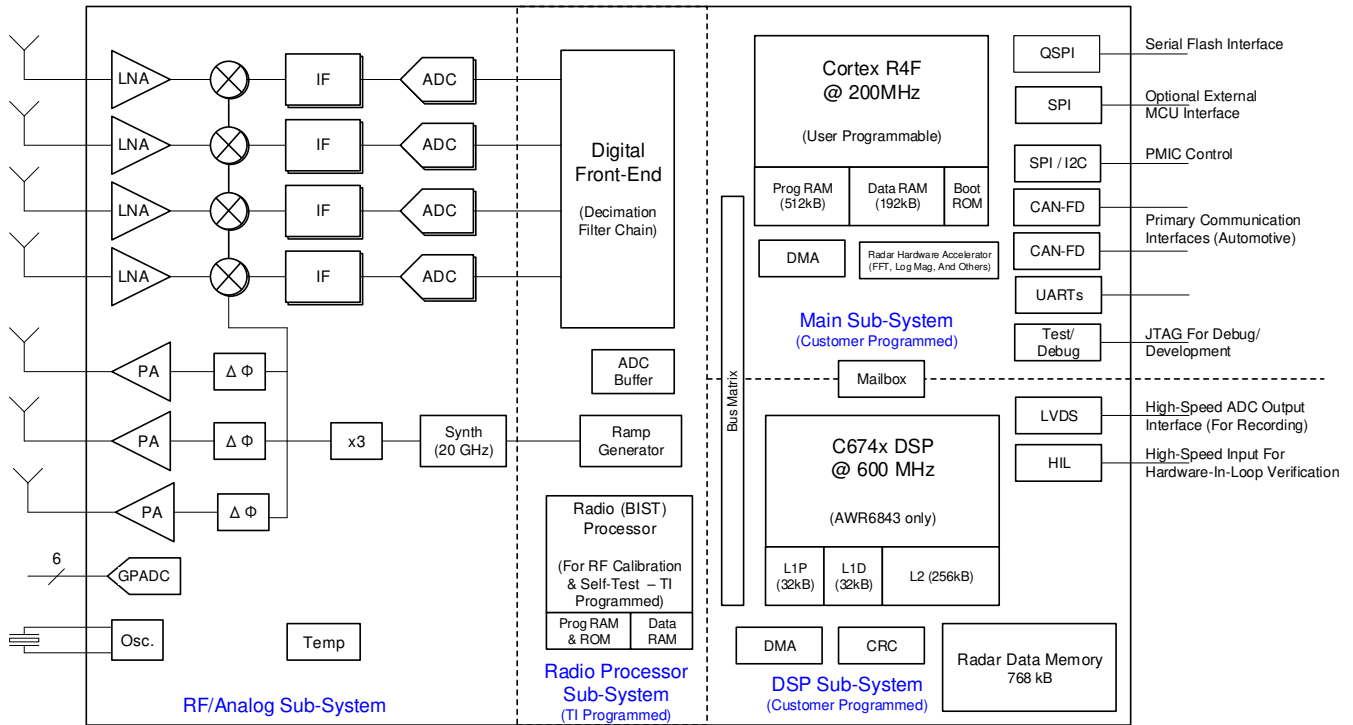 LNA
IF
ADC
LNA
IF
ADC
LNA
IF
ADC
LNA
IF
ADC
PA
Δ Φ
PA
Δ Φ
x3
Synth
(20 GHz)
PA
Δ Φ
6
GPADC
Osc.
Temp
RF/Analog Sub-System
Digital
Front-End
(Decimation
Filter Chain)
ADC
Buffer
Ramp
Generator
Radio (BIST)
Processor
(For RF Calibration
& Self-Test – TI
Programmed)
Prog RAM
& ROM
Data
RAM
Radio Processor
Sub-System
(TI Programmed)
Cortex R4F
@ 200MHz
(User Programmable)
Prog RAM
(512kB)
Data RAM
(192kB)
Boot
ROM
DMA
Radar Hardware Accelerator
(FFT, Log Mag, And Others)
Main Sub-System
(Customer Programmed)
Bus Matrix
Mailbox
QSPI
Serial Flash Interface
SPI
Optional External
MCU Interface
SPI / I2C
PMIC Control
CAN-FD
CAN-FD
Primary Communication
Interfaces (Automotive)
UARTs
Test/
Debug
JTAG For Debug/
Development
C674x DSP
@ 600 MHz
(AWR6843 only)
L1P
(32kB)
L1D
(32kB)
L2 (256kB)
LVDS
High-Speed ADC Output
Interface (For Recording)
HIL
High-Speed Input For
Hardware-In-Loop Verification
DMA
CRC
Radar Data Memory
768 kB
DSP Sub-System
(Customer Programmed)